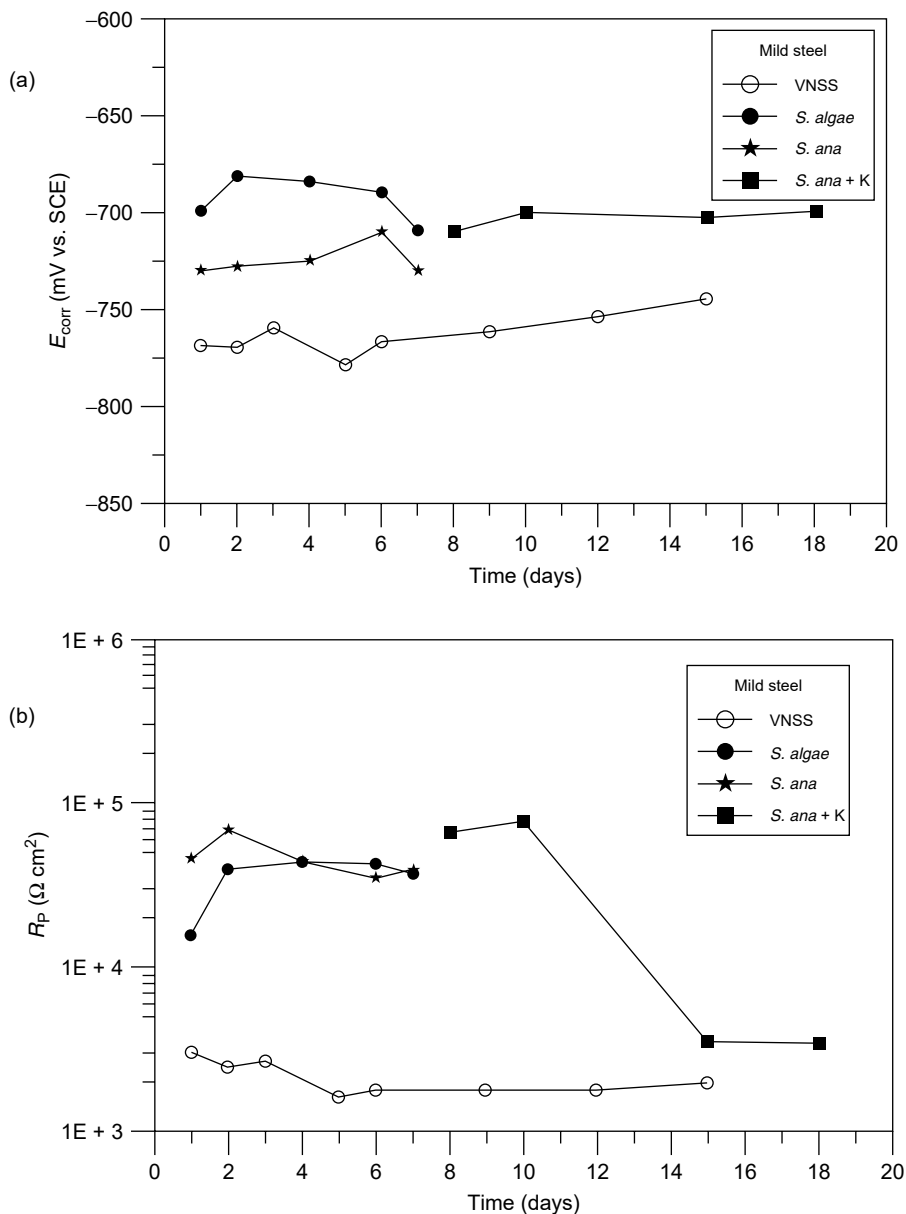 (a)
−600
−650
−700
−750
−800
−850
E_corr (mV vs. SCE)
0 2 4 6 8 10 12 14 16 18 20
Time (days)
Mild steel
VNSS
S. algae
S. ana
S. ana + K
(b)
1E + 6
1E + 5
1E + 4
1E + 3
R_P (Ω cm²)
0 2 4 6 8 10 12 14 16 18 20
Time (days)
Mild steel
VNSS
S. algae
S. ana
S. ana + K